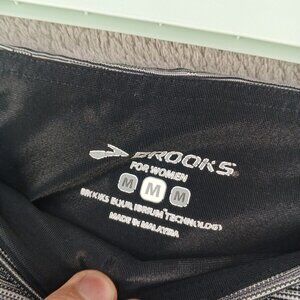 BROOKS
FOR WOMEN
M M M
BROOKS EQUILIBRIUM TECHNOLOGY
MADE IN MALAYSIA